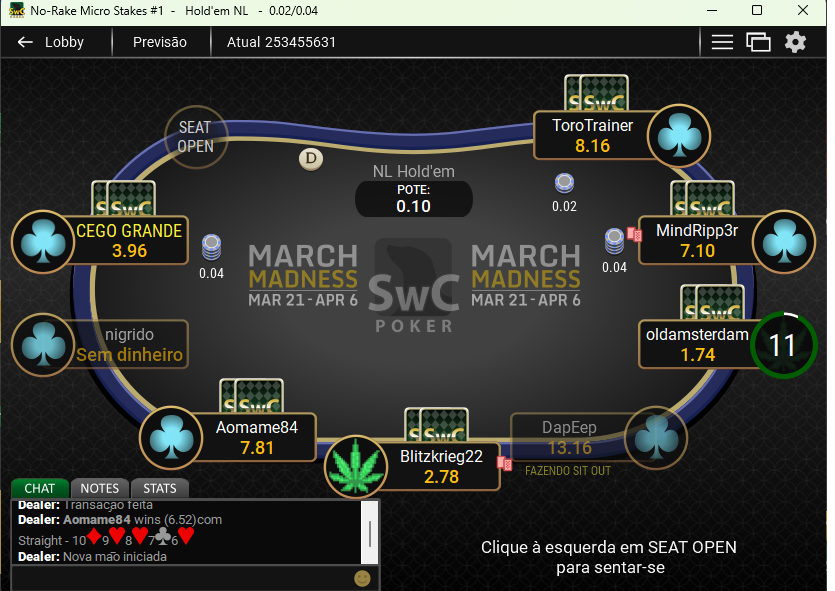 No-Rake Micro Stakes #1 - Hold'em NL - 0.02/0.04
Lobby Previsão Atual 253455631
SEAT OPEN
D
ToroTrainer
8.16
NL Hold'em
POTE:
0.10
0.02
CEGO GRANDE
3.96
0.04
MindRipp3r
7.10
0.04
MARCH
MADNESS
MAR 21 - APR 6
SwC
POKER
MARCH
MADNESS
MAR 21 - APR 6
nigrido
Sem dinheiro
oldamsterdam
1.74
11
Aomame84
7.81
Blitzkrieg22
2.78
DapEep
13.16
FAZENDO SIT OUT
CHAT NOTES STATS
Dealer: Transação feita
Dealer: Aomame84 wins (6.52)com
Straight - 10♦9♥8♥7♣6♥
Dealer: Nova mão iniciada
Clique à esquerda em SEAT OPEN
para sentar-se